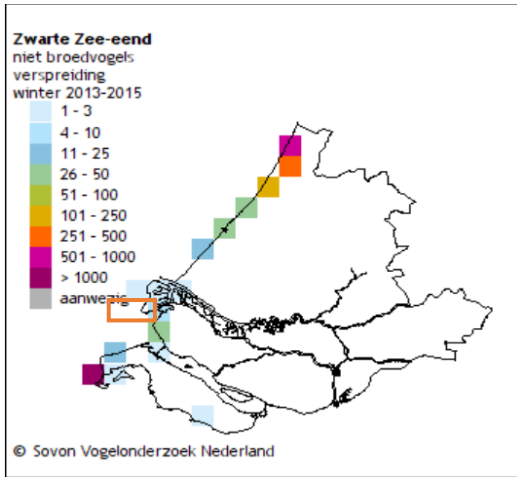 Zwarte Zee-eend
niet broedvogels
verspreiding
winter 2013-2015
1 - 3
4 - 10
11 - 25
26 - 50
51 - 100
101 - 250
251 - 500
501 - 1000
> 1000
aanwezig
© Sovon Vogelonderzoek Nederland